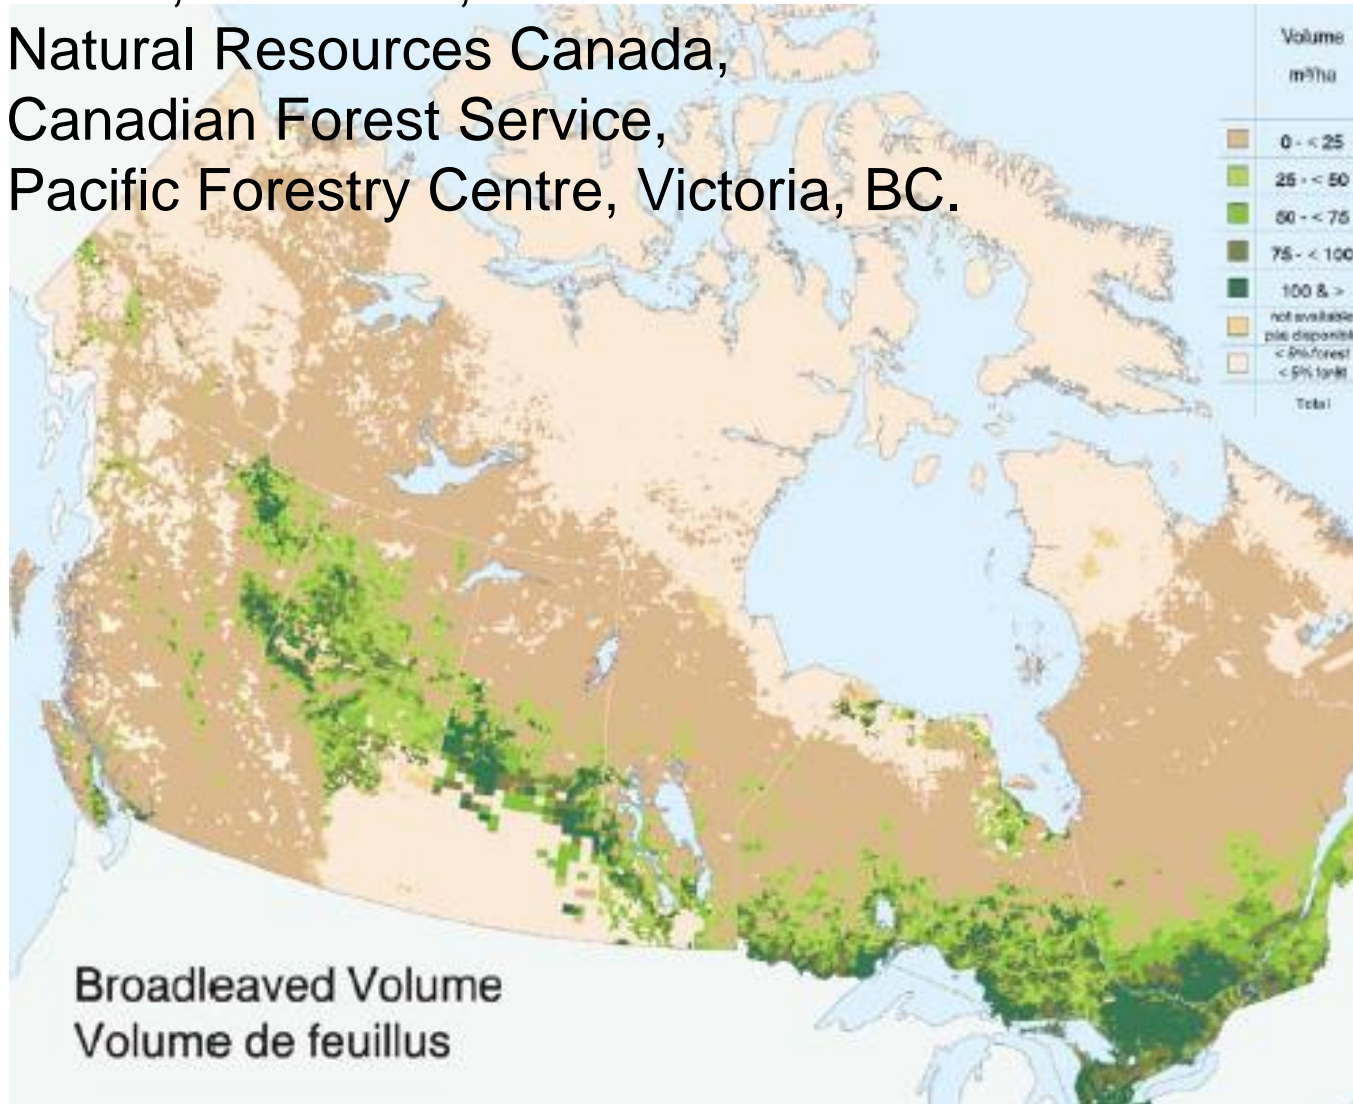 Natural Resources Canada,
Canadian Forest Service,
Pacific Forestry Centre, Victoria, BC.
Volume
m³/ha
0 - < 25
25 - < 50
50 - < 75
75 - < 100
100 & >
not available
pas disponible
< 5% forest
< 5% forêt
Total
Broadleaved Volume
Volume de feuillus